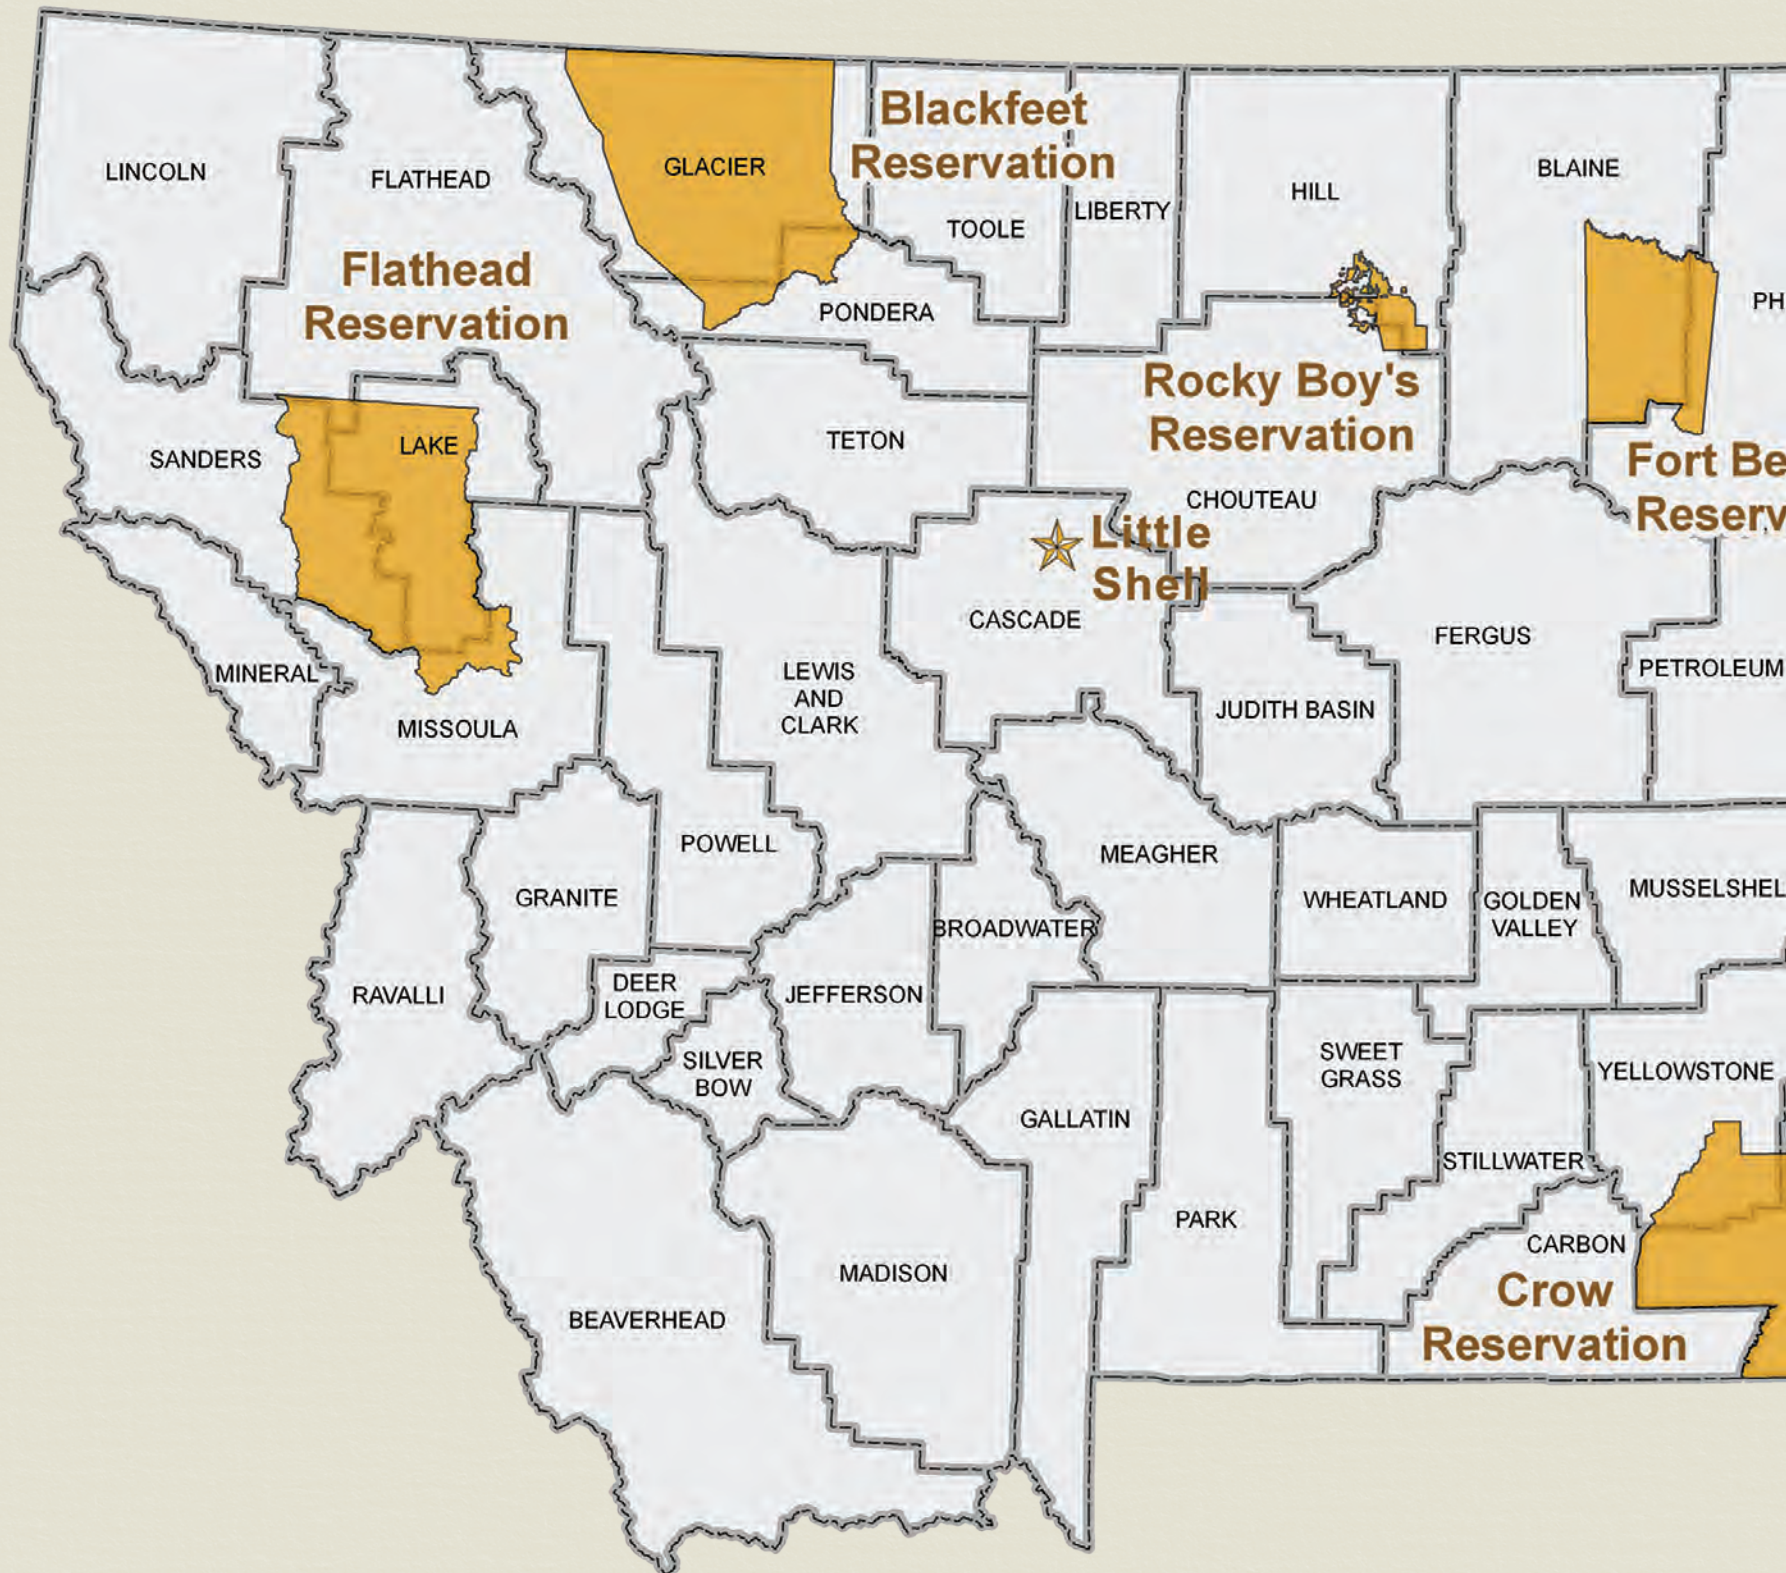 Blackfeet
Reservation
LINCOLN
FLATHEAD
GLACIER
TOOLE
LIBERTY
HILL
BLAINE
Flathead
Reservation
PONDERA
PH
Rocky Boy's
Reservation
SANDERS
LAKE
TETON
CHOUTEAU
Fort Be
Reserv
Little
Shell
CASCADE
FERGUS
MINERAL
MISSOULA
LEWIS
AND
CLARK
JUDITH BASIN
PETROLEUM
POWELL
MEAGHER
GRANITE
BROADWATER
WHEATLAND
GOLDEN
VALLEY
MUSSELSHEL
RAVALLI
DEER
LODGE
JEFFERSON
SILVER
BOW
SWEET
GRASS
YELLOWSTONE
GALLATIN
STILLWATER
PARK
CARBON
MADISON
BEAVERHEAD
Crow
Reservation